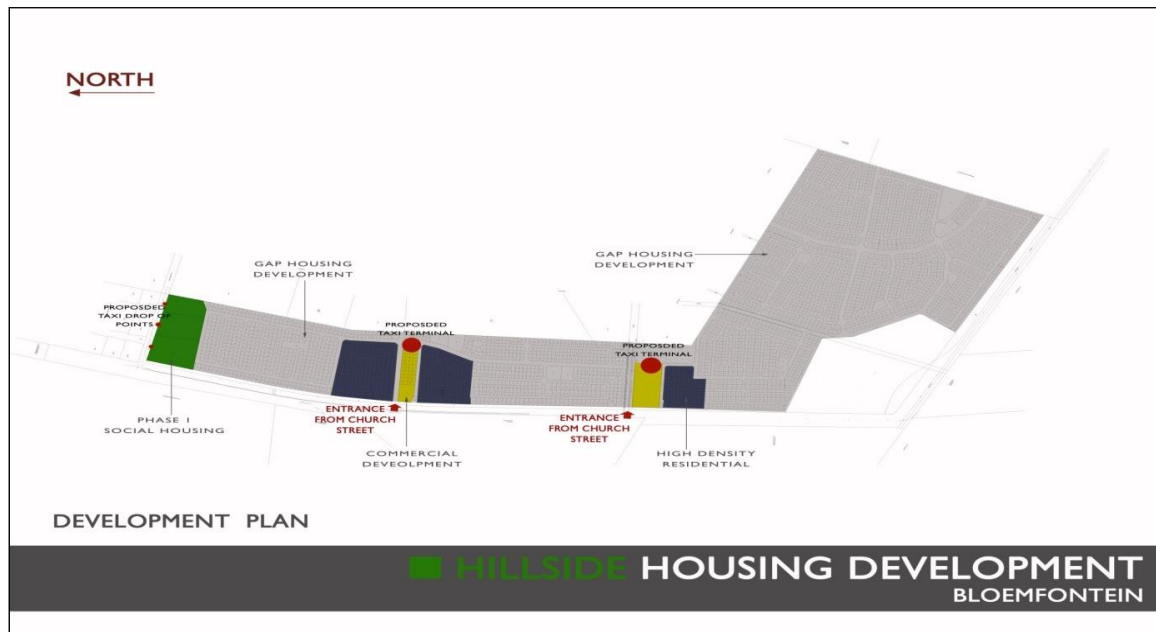 NORTH
GAP HOUSING
DEVELOPMENT
GAP HOUSING
DEVELOPMENT
PROPOSDED
TAXI DROP OF
POINTS
PROPOSDED
TAXI TERMINAL
PROPOSDED
TAXI TERMINAL
PHASE I
SOCIAL HOUSING
ENTRANCE
FROM CHURCH
STREET
ENTRANCE
FROM CHURCH
STREET
COMMERCIAL
DEVEOLPMENT
HIGH DENSITY
RESIDENTIAL
DEVELOPMENT PLAN
HILLSIDE HOUSING DEVELOPMENT
BLOEMFONTEIN